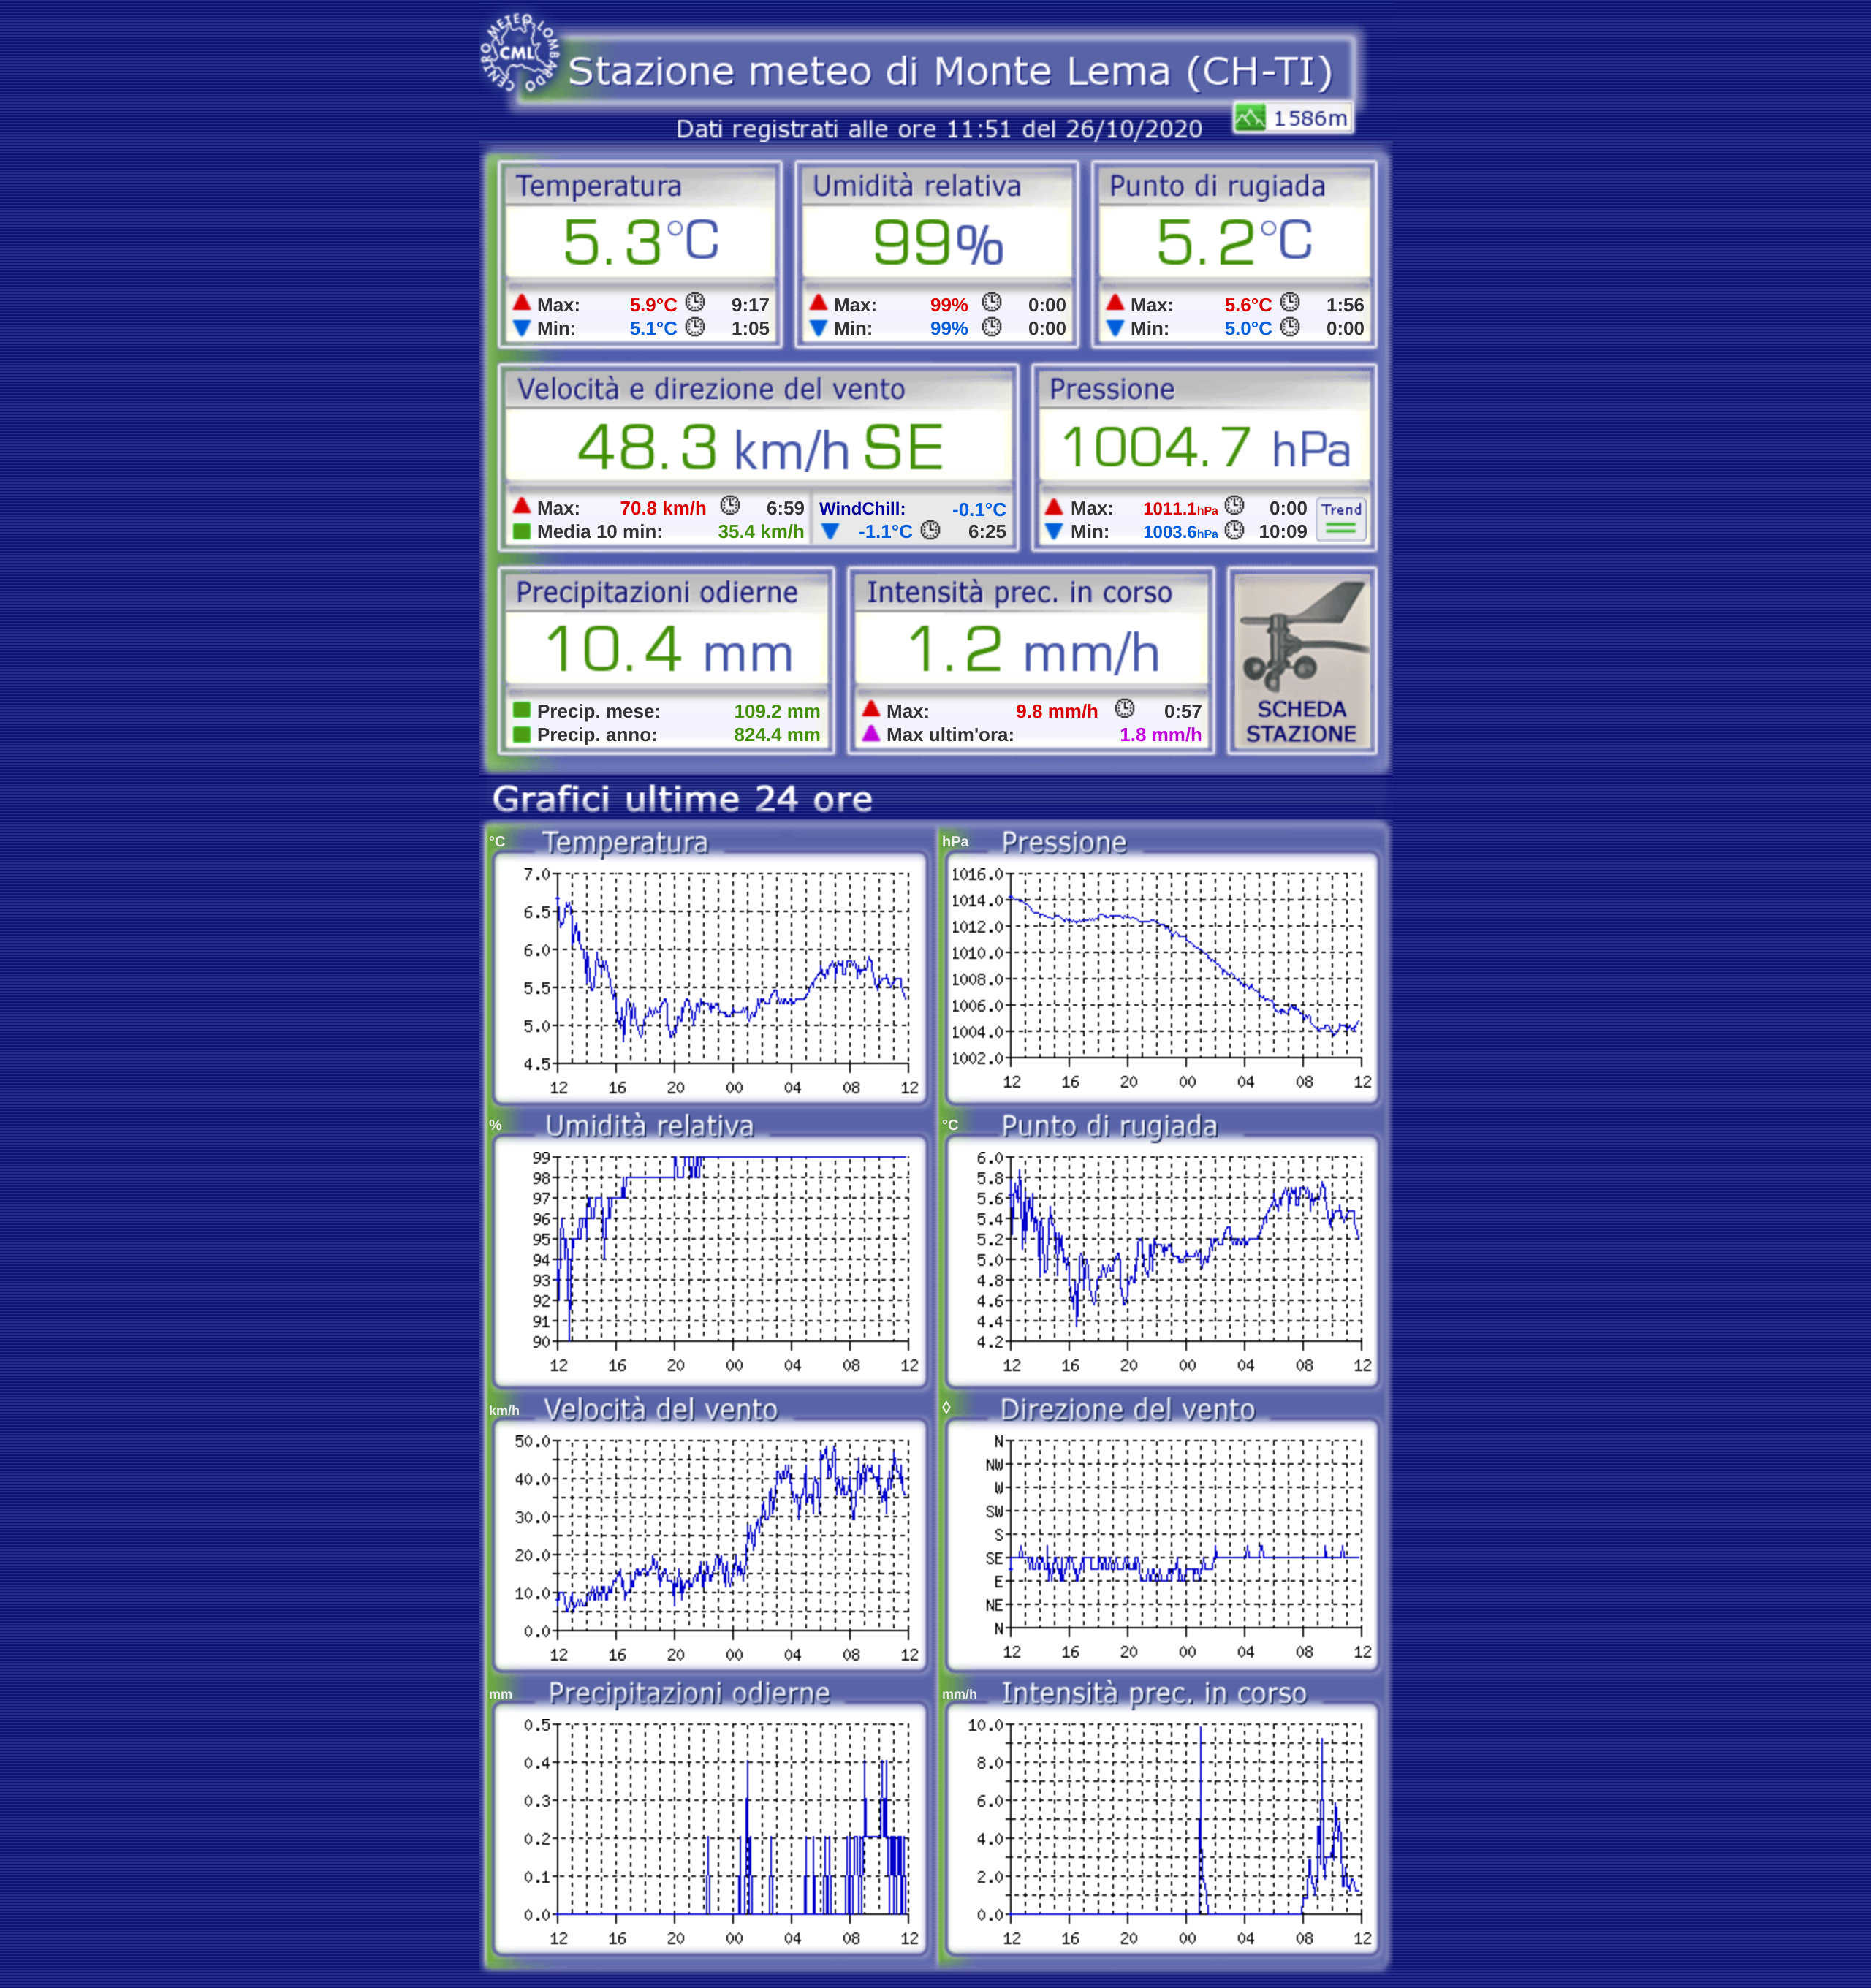 CENTRO METEO LOMBARDO
CML
Stazione meteo di Monte Lema (CH-TI)
1586m
Dati registrati alle ore 11:51 del 26/10/2020
Temperatura
5.3°C
Max: 5.9°C 9:17
Min: 5.1°C 1:05
Umidità relativa
99%
Max: 99% 0:00
Min: 99% 0:00
Punto di rugiada
5.2°C
Max: 5.6°C 1:56
Min: 5.0°C 0:00
Velocità e direzione del vento
48.3 km/h SE
Max: 70.8 km/h 6:59
Media 10 min: 35.4 km/h
WindChill: -0.1°C
-1.1°C 6:25
Pressione
1004.7 hPa
Max: 1011.1hPa 0:00
Min: 1003.6hPa 10:09
Trend
Precipitazioni odierne
10.4 mm
Precip. mese: 109.2 mm
Precip. anno: 824.4 mm
Intensità prec. in corso
1.2 mm/h
Max: 9.8 mm/h 0:57
Max ultim'ora: 1.8 mm/h
SCHEDA
STAZIONE
Grafici ultime 24 ore
°C Temperatura
7.0
6.5
6.0
5.5
5.0
4.5
12 16 20 00 04 08 12
hPa Pressione
1016.0
1014.0
1012.0
1010.0
1008.0
1006.0
1004.0
1002.0
12 16 20 00 04 08 12
% Umidità relativa
99
98
97
96
95
94
93
92
91
90
12 16 20 00 04 08 12
°C Punto di rugiada
6.0
5.8
5.6
5.4
5.2
5.0
4.8
4.6
4.4
4.2
12 16 20 00 04 08 12
km/h Velocità del vento
50.0
40.0
30.0
20.0
10.0
0.0
12 16 20 00 04 08 12
◊ Direzione del vento
N
NW
W
SW
S
SE
E
NE
N
12 16 20 00 04 08 12
mm Precipitazioni odierne
0.5
0.4
0.3
0.2
0.1
0.0
12 16 20 00 04 08 12
mm/h Intensità prec. in corso
10.0
8.0
6.0
4.0
2.0
0.0
12 16 20 00 04 08 12